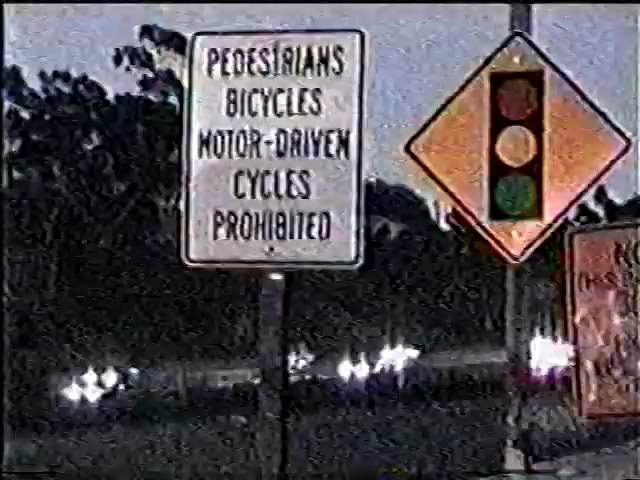 PEDESTRIANS
BICYCLES
MOTOR-DRIVEN
CYCLES
PROHIBITED